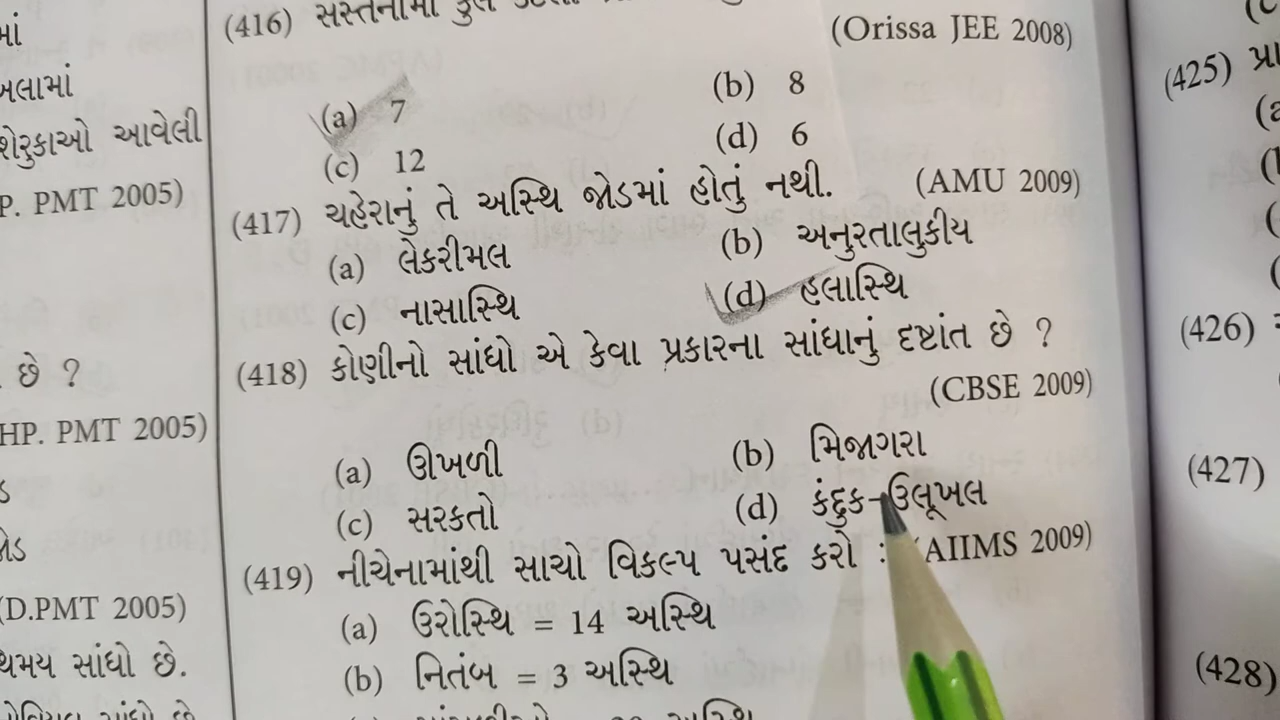 માં
શેરુકાઓ આવેલી
P. PMT 2005)
છે ?
HP. PMT 2005)
D.PMT 2005)
થમય સાંધો છે.
(416) સસ્તનોમાં કુલ
(Orissa JEE 2008)
(a) 7 (b) 8
(c) 12 (d) 6
(417) ચહેરાનું તે અસ્થિ જોડમાં હોતું નથી. (AMU 2009)
(a) લેકરીમલ (b) અનુરતાલુકીય
(c) નાસાસ્થિ (d) હલાસ્થિ
(418) કોણીનો સાંધો એ કેવા પ્રકારના સાંધાનું દૃષ્ટાંત છે ?
(CBSE 2009)
(a) ઊખળી (b) મિજાગરા
(c) સરકતો (d) કંદુક-ઉલૂખલ
(419) નીચેનામાંથી સાચો વિકલ્પ પસંદ કરો : (AIIMS 2009)
(a) ઉરોસ્થિ = 14 અસ્થિ
(b) નિતંબ = 3 અસ્થિ
(425) પ્રા
(426)
(427)
(428)